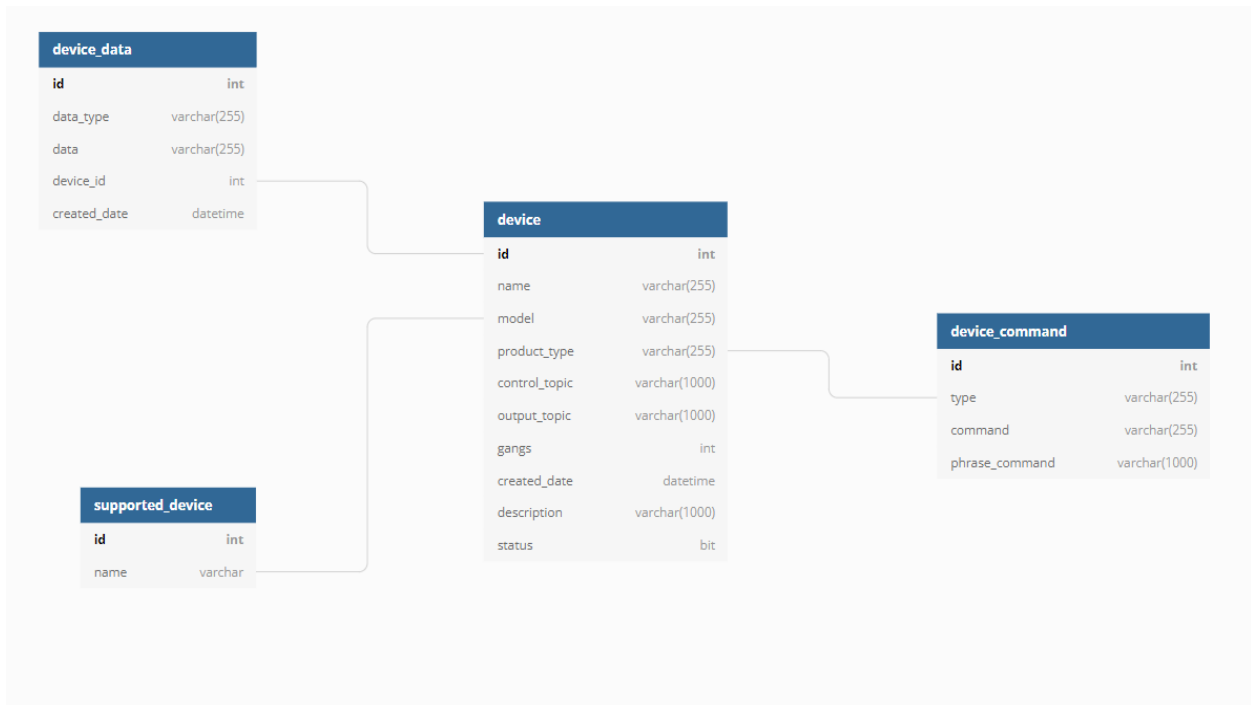 device_data
id int
data_type varchar(255)
data varchar(255)
device_id int
created_date datetime
device
id int
name varchar(255)
model varchar(255)
product_type varchar(255)
control_topic varchar(1000)
output_topic varchar(1000)
gangs int
created_date datetime
description varchar(1000)
status bit
device_command
id int
type varchar(255)
command varchar(255)
phrase_command varchar(1000)
supported_device
id int
name varchar